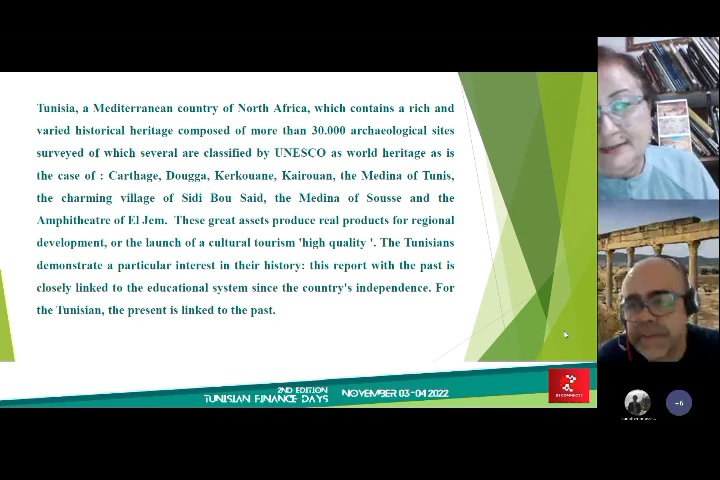 Tunisia, a Mediterranean country of North Africa, which contains a rich and
varied historical heritage composed of more than 30.000 archaeological sites
surveyed of which several are classified by UNESCO as world heritage as is
the case of : Carthage, Dougga, Kerkouane, Kairouan, the Medina of Tunis,
the charming village of Sidi Bou Said, the Medina of Sousse and the
Amphitheatre of El Jem. These great assets produce real products for regional
development, or the launch of a cultural tourism 'high quality '. The Tunisians
demonstrate a particular interest in their history: this report with the past is
closely linked to the educational system since the country's independence. For
the Tunisian, the present is linked to the past.
2ND EDITION
TUNISIAN FINANCE DAYS
NOVEMBER 03-04 2022
+6